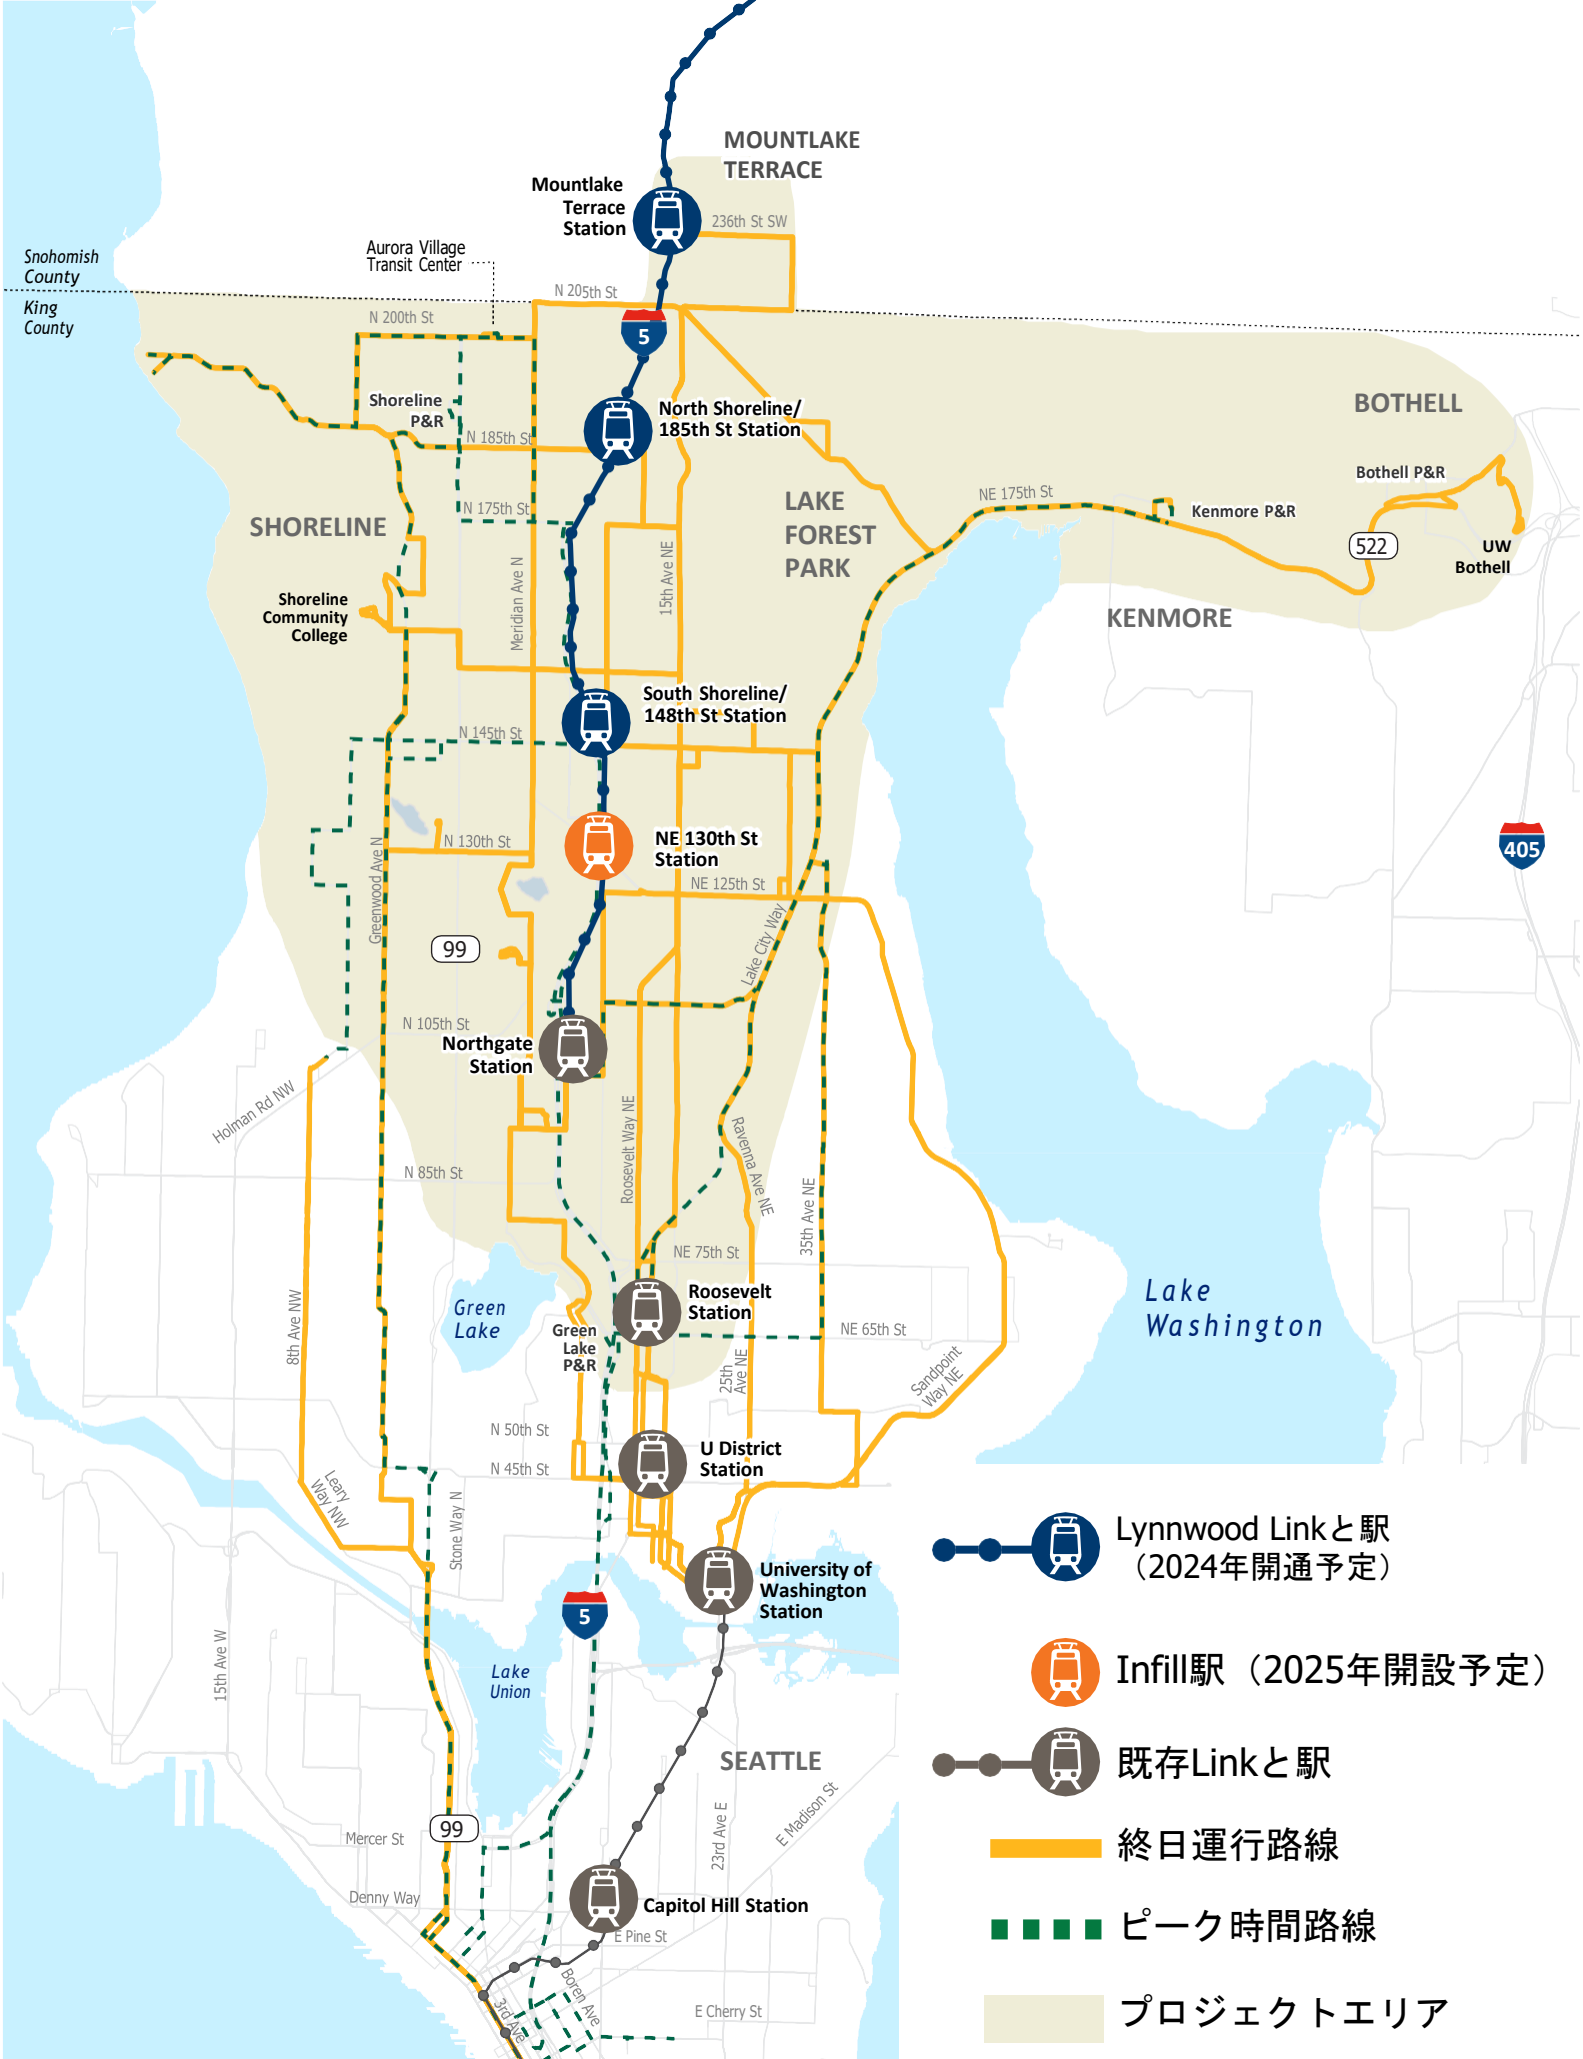 MOUNTLAKE
TERRACE
Mountlake
Terrace
Station
236th St SW
Aurora Village
Transit Center
Snohomish
County
King
County
N 205th St
N 200th St
5
Shoreline
P&R
North Shoreline/
185th St Station
N 185th St
BOTHELL
Bothell P&R
NE 175th St
Kenmore P&R
LAKE
FOREST
PARK
N 175th St
SHORELINE
522
UW
Bothell
15th Ave NE
Meridian Ave N
Shoreline
Community
College
KENMORE
South Shoreline/
148th St Station
N 145th St
NE 130th St
Station
N 130th St
405
NE 125th St
Greenwood Ave N
99
Lake City Way
N 105th St
Northgate
Station
Holman Rd NW
Roosevelt Way NE
Ravenna Ave NE
N 85th St
35th Ave NE
NE 75th St
Roosevelt
Station
Green
Lake
Lake
Washington
8th Ave NW
Green
Lake
P&R
NE 65th St
25th
Ave NE
Sandpoint
Way NE
N 50th St
U District
Station
N 45th St
Leary
Way NW
Stone Way N
Lynnwood Linkと駅
（2024年開通予定）
University of
Washington
Station
5
15th Ave W
Lake
Union
Infill駅（2025年開設予定）
SEATTLE
既存Linkと駅
23rd Ave E
E Madison St
Mercer St
99
終日運行路線
Denny Way
Capitol Hill Station
E Pine St
ピーク時間路線
Boren Ave
3rd Ave
E Cherry St
プロジェクトエリア